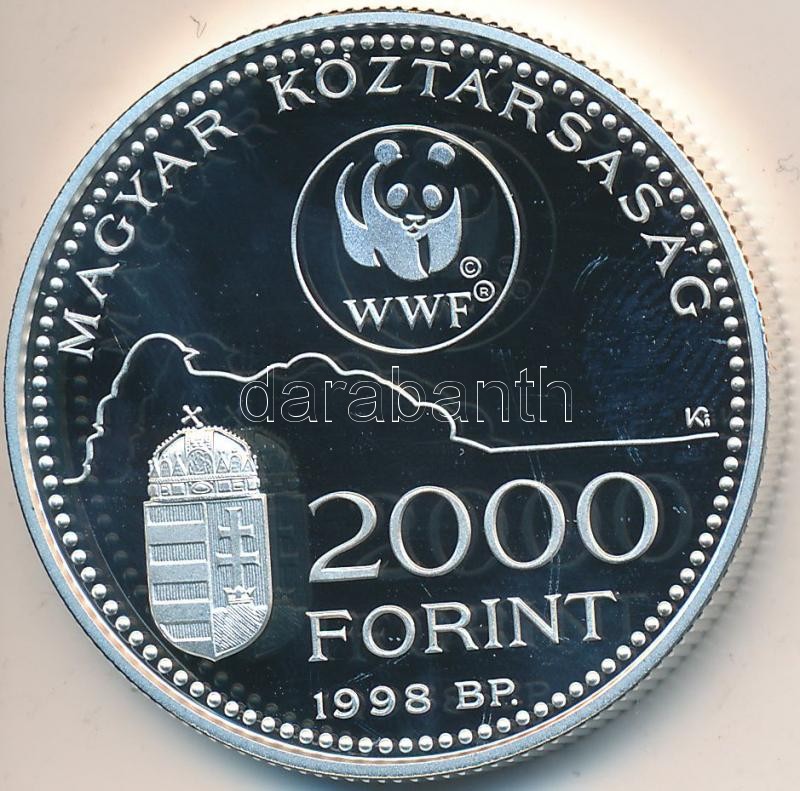 MAGYAR KÖZTÁRSASÁG
©
WWF®
darabanth
Ki
2000
FORINT
1998 BP.